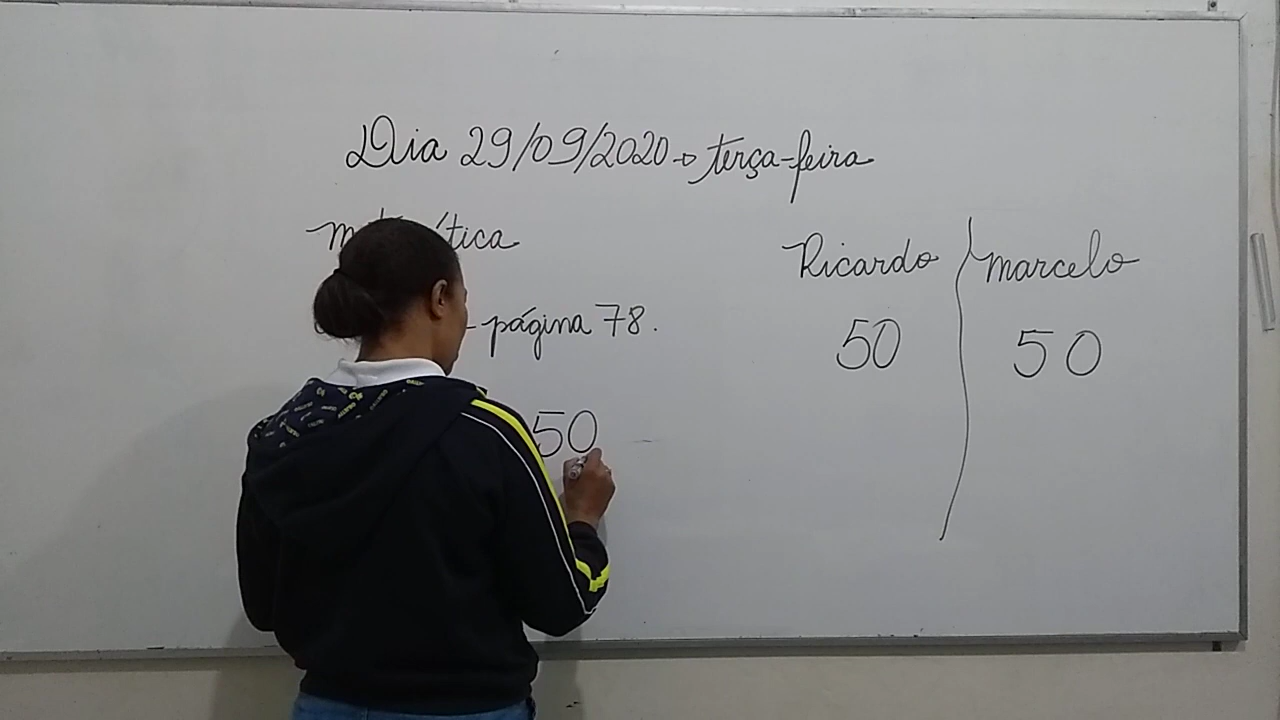 Dia 29/09/2020 → terça-feira
Ricardo | marcelo
- página 78.
50 | 50
50